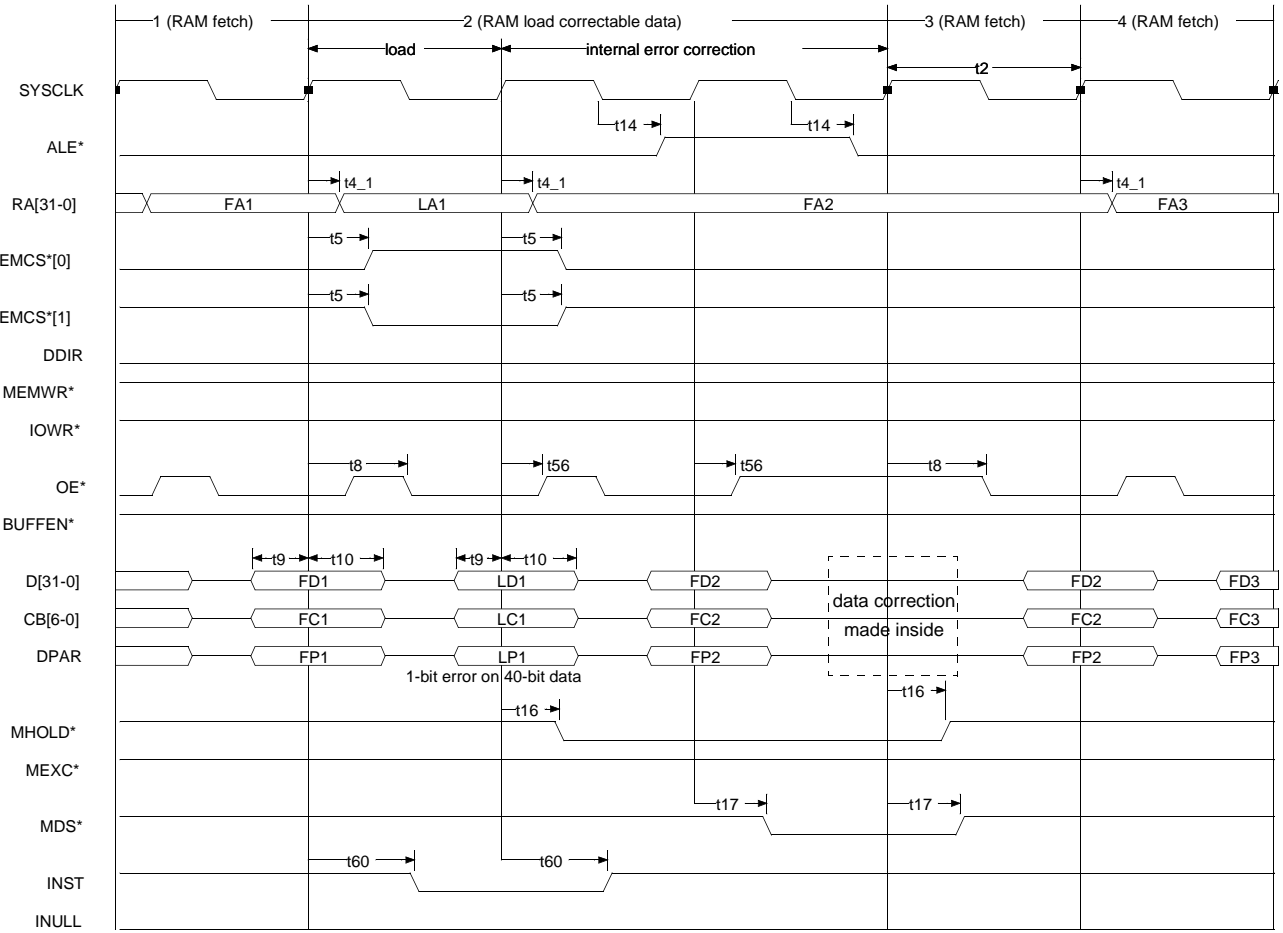 1 (RAM fetch) 2 (RAM load correctable data) 3 (RAM fetch) 4 (RAM fetch)
load internal error correction
t2
SYSCLK
t14 t14
ALE*
t4_1 t4_1 t4_1
RA[31-0] FA1 LA1 FA2 FA3
t5 t5
EMCS*[0]
t5 t5
EMCS*[1]
DDIR
MEMWR*
IOWR*
t8 t56 t56 t8
OE*
BUFFEN*
t9 t10 t9 t10
D[31-0] FD1 LD1 FD2 FD2 FD3
data correction
CB[6-0] FC1 LC1 FC2 FC2 FC3
made inside
DPAR FP1 LP1 FP2 FP2 FP3
1-bit error on 40-bit data
t16 t16
MHOLD*
MEXC*
t17 t17
MDS*
t60 t60
INST
INULL